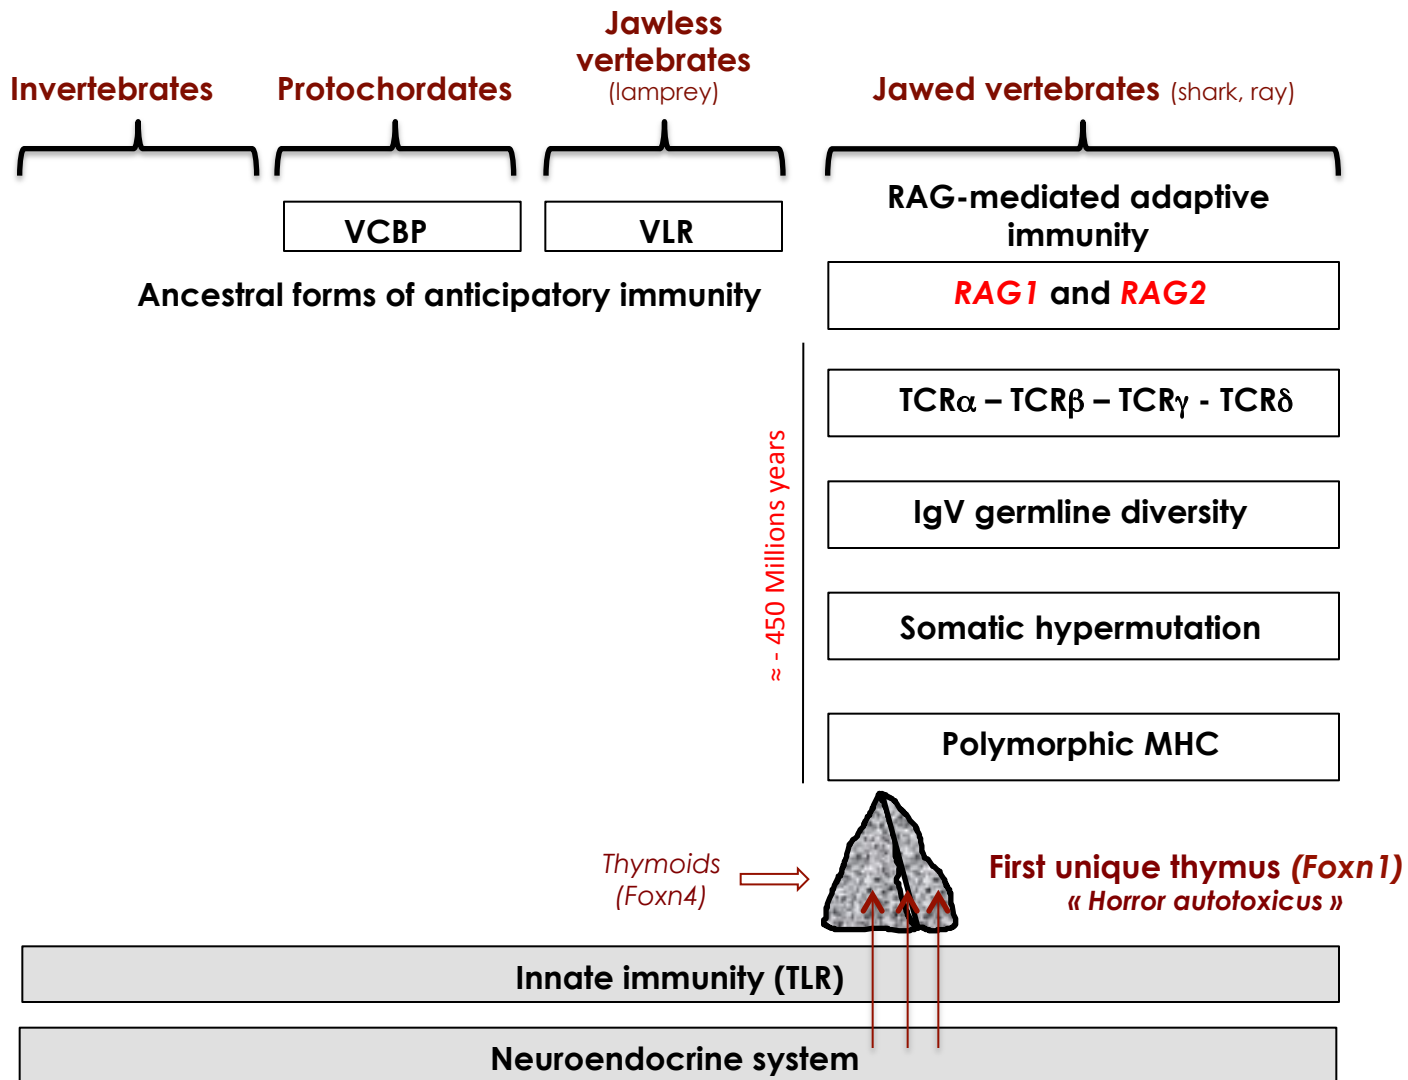 Invertebrates
Protochordates
Jawless
vertebrates
(lamprey)
Jawed vertebrates (shark, ray)
VCBP
VLR
Ancestral forms of anticipatory immunity
RAG-mediated adaptive
immunity
RAG1 and RAG2
TCRα – TCRβ – TCRγ - TCRδ
IgV germline diversity
Somatic hypermutation
Polymorphic MHC
≈ - 450 Millions years
Thymoids
(Foxn4)
First unique thymus (Foxn1)
« Horror autotoxicus »
Innate immunity (TLR)
Neuroendocrine system